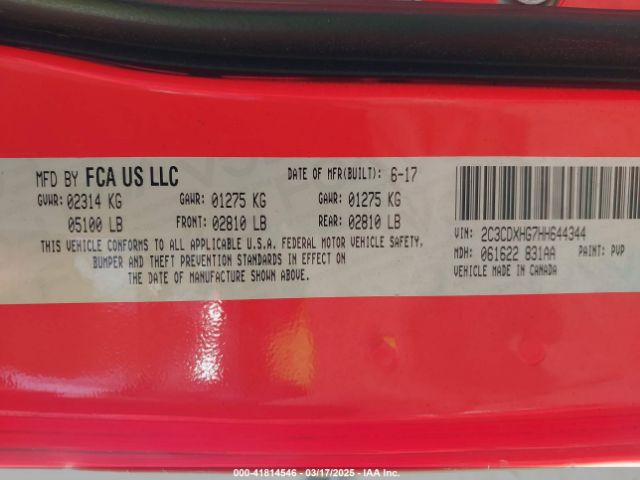 MFD BY FCA US LLC DATE OF MFR(BUILT): 6-17
GVWR: 02314 KG GAWR: 01275 KG GAWR: 01275 KG
05100 LB FRONT: 02810 LB REAR: 02810 LB
THIS VEHICLE CONFORMS TO ALL APPLICABLE U.S.A. FEDERAL MOTOR VEHICLE SAFETY,
BUMPER AND THEFT PREVENTION STANDARDS IN EFFECT ON
THE DATE OF MANUFACTURE SHOWN ABOVE.
VIN: 2C3CDXHG7HH644344
MDH: 061622 831AA PAINT: PVP
VEHICLE MADE IN CANADA
000-41814546 - 03/17/2025 - IAA Inc.